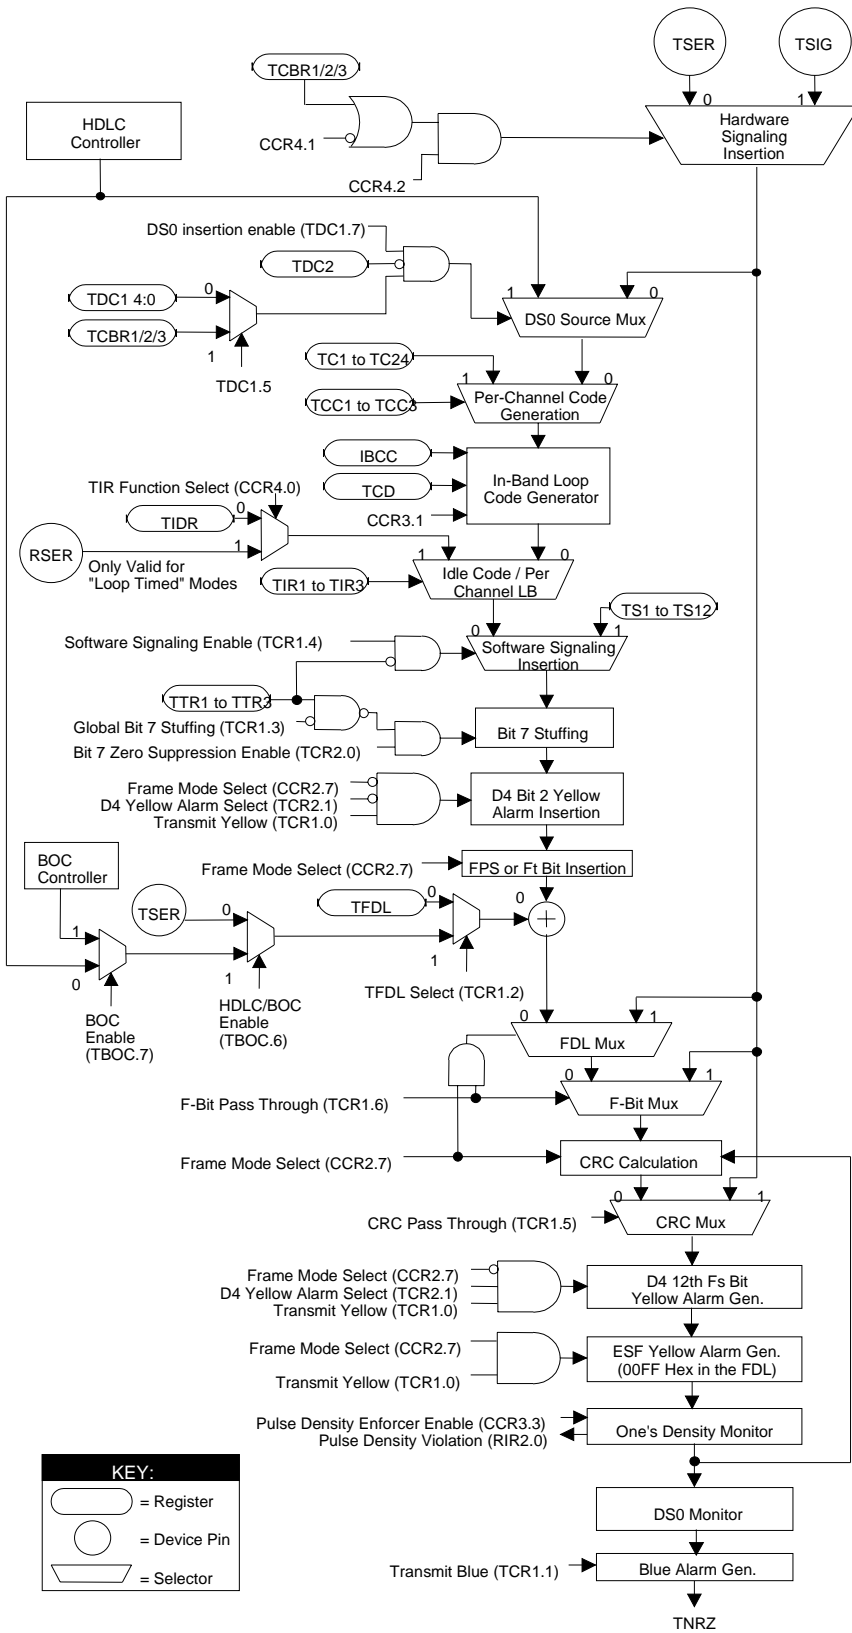 TSER
TSIG
TCBR1/2/3
0
1
HDLC
Controller
Hardware
Signaling
Insertion
CCR4.1
CCR4.2
DS0 insertion enable (TDC1.7)
TDC2
TDC1 4:0
0
1
0
DS0 Source Mux
TCBR1/2/3
1
TDC1.5
TC1 to TC24
1
0
TCC1 to TCC3
Per-Channel Code
Generation
IBCC
TCD
CCR3.1
In-Band Loop
Code Generator
TIR Function Select (CCR4.0)
0
TIDR
1
RSER
Only Valid for
"Loop Timed" Modes
1
0
TIR1 to TIR3
Idle Code / Per
Channel LB
TS1 to TS12
0
1
Software Signaling Enable (TCR1.4)
Software Signaling
Insertion
TTR1 to TTR3
Global Bit 7 Stuffing (TCR1.3)
Bit 7 Zero Suppression Enable (TCR2.0)
Bit 7 Stuffing
Frame Mode Select (CCR2.7)
D4 Yellow Alarm Select (TCR2.1)
Transmit Yellow (TCR1.0)
D4 Bit 2 Yellow
Alarm Insertion
BOC
Controller
Frame Mode Select (CCR2.7)
FPS or Ft Bit Insertion
TSER
0
TFDL
0
0
1
0
1
1
TFDL Select (TCR1.2)
BOC
Enable
(TBOC.7)
HDLC/BOC
Enable
(TBOC.6)
0
1
FDL Mux
0
1
F-Bit Pass Through (TCR1.6)
F-Bit Mux
Frame Mode Select (CCR2.7)
CRC Calculation
0
1
CRC Pass Through (TCR1.5)
CRC Mux
Frame Mode Select (CCR2.7)
D4 Yellow Alarm Select (TCR2.1)
Transmit Yellow (TCR1.0)
D4 12th Fs Bit
Yellow Alarm Gen.
Frame Mode Select (CCR2.7)
Transmit Yellow (TCR1.0)
ESF Yellow Alarm Gen.
(00FF Hex in the FDL)
Pulse Density Enforcer Enable (CCR3.3)
Pulse Density Violation (RIR2.0)
One's Density Monitor
KEY:
= Register
= Device Pin
= Selector
DS0 Monitor
Transmit Blue (TCR1.1)
Blue Alarm Gen.
TNRZ